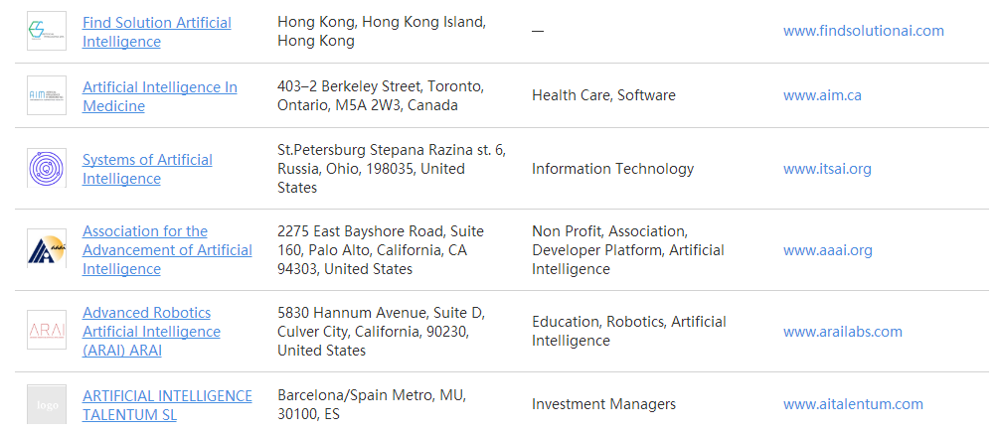 Find Solution Artificial
Intelligence
Hong Kong, Hong Kong Island,
Hong Kong
—
www.findsolutionai.com
AIM
Artificial Intelligence In
Medicine
403–2 Berkeley Street, Toronto,
Ontario, M5A 2W3, Canada
Health Care, Software
www.aim.ca
Systems of Artificial
Intelligence
St.Petersburg Stepana Razina st. 6,
Russia, Ohio, 198035, United
States
Information Technology
www.itsai.org
aaai
Association for the
Advancement of Artificial
Intelligence
2275 East Bayshore Road, Suite
160, Palo Alto, California, CA
94303, United States
Non Profit, Association,
Developer Platform, Artificial
Intelligence
www.aaai.org
ARAI
Advanced Robotics
Artificial Intelligence
(ARAI) ARAI
5830 Hannum Avenue, Suite D,
Culver City, California, 90230,
United States
Education, Robotics, Artificial
Intelligence
www.arailabs.com
logo
ARTIFICIAL INTELLIGENCE
TALENTUM SL
Barcelona/Spain Metro, MU,
30100, ES
Investment Managers
www.aitalentum.com